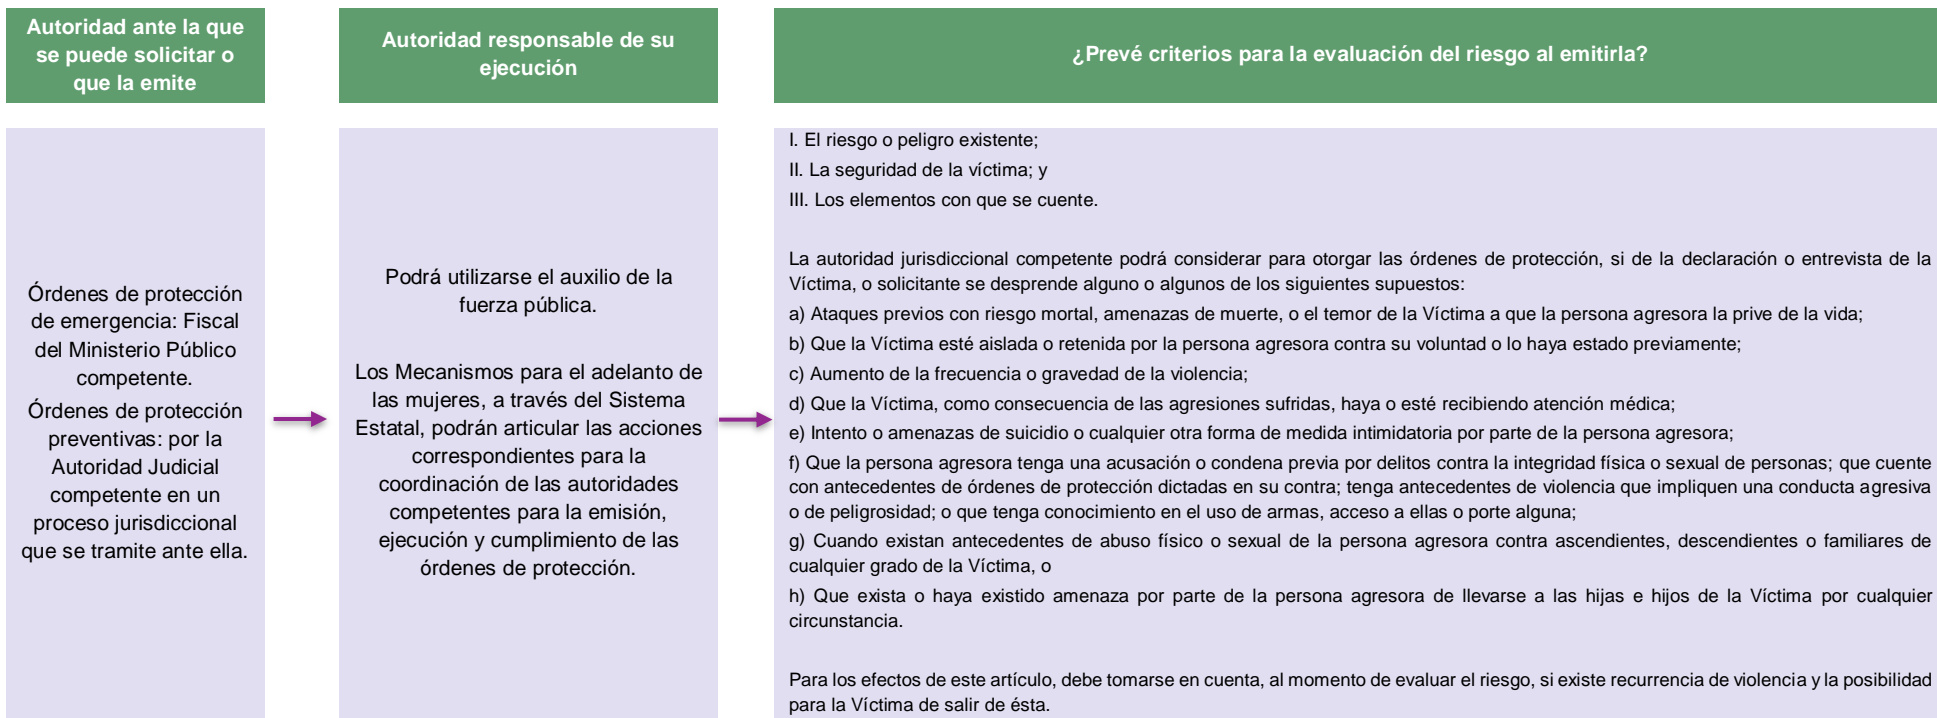 Autoridad ante la que
se puede solicitar o
que la emite
Autoridad responsable de su
ejecución
¿Prevé criterios para la evaluación del riesgo al emitirla?
Órdenes de protección
de emergencia: Fiscal
del Ministerio Público
competente.
Órdenes de protección
preventivas: por la
Autoridad Judicial
competente en un
proceso jurisdiccional
que se tramite ante ella.
Podrá utilizarse el auxilio de la
fuerza pública.
Los Mecanismos para el adelanto de
las mujeres, a través del Sistema
Estatal, podrán articular las acciones
correspondientes para la
coordinación de las autoridades
competentes para la emisión,
ejecución y cumplimiento de las
órdenes de protección.
I. El riesgo o peligro existente;
II. La seguridad de la víctima; y
III. Los elementos con que se cuente.
La autoridad jurisdiccional competente podrá considerar para otorgar las órdenes de protección, si de la declaración o entrevista de la
Víctima, o solicitante se desprende alguno o algunos de los siguientes supuestos:
a) Ataques previos con riesgo mortal, amenazas de muerte, o el temor de la Víctima a que la persona agresora la prive de la vida;
b) Que la Víctima esté aislada o retenida por la persona agresora contra su voluntad o lo haya estado previamente;
c) Aumento de la frecuencia o gravedad de la violencia;
d) Que la Víctima, como consecuencia de las agresiones sufridas, haya o esté recibiendo atención médica;
e) Intento o amenazas de suicidio o cualquier otra forma de medida intimidatoria por parte de la persona agresora;
f) Que la persona agresora tenga una acusación o condena previa por delitos contra la integridad física o sexual de personas; que cuente
con antecedentes de órdenes de protección dictadas en su contra; tenga antecedentes de violencia que impliquen una conducta agresiva
o de peligrosidad; o que tenga conocimiento en el uso de armas, acceso a ellas o porte alguna;
g) Cuando existan antecedentes de abuso físico o sexual de la persona agresora contra ascendientes, descendientes o familiares de
cualquier grado de la Víctima, o
h) Que exista o haya existido amenaza por parte de la persona agresora de llevarse a las hijas e hijos de la Víctima por cualquier
circunstancia.
Para los efectos de este artículo, debe tomarse en cuenta, al momento de evaluar el riesgo, si existe recurrencia de violencia y la posibilidad
para la Víctima de salir de ésta.